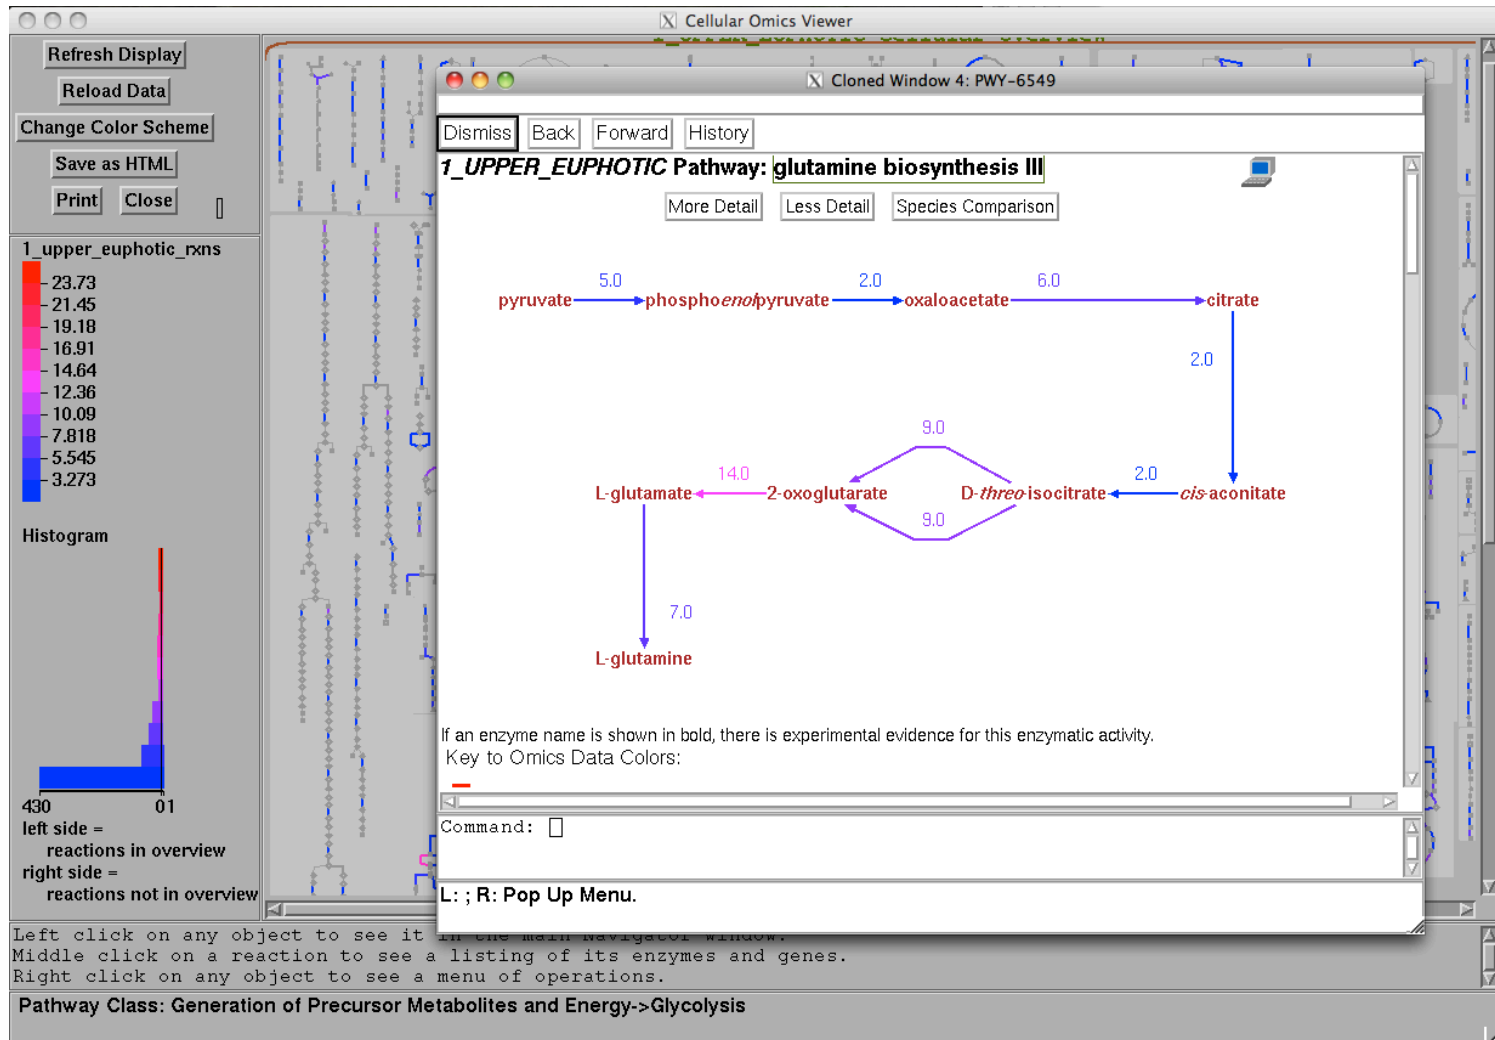 Cellular Omics Viewer
Refresh Display
Reload Data
Change Color Scheme
Save as HTML
Print Close
1_upper_euphotic_rxns
23.73
21.45
19.18
16.91
14.64
12.36
10.09
7.818
5.545
3.273
Histogram
430 01
left side =
reactions in overview
right side =
reactions not in overview
Cloned Window 4: PWY-6549
Dismiss Back Forward History
1_UPPER_EUPHOTIC Pathway: glutamine biosynthesis III
More Detail Less Detail Species Comparison
5.0 2.0 6.0
pyruvate phosphoenolpyruvate oxaloacetate citrate
2.0
9.0
14.0 2.0
L-glutamate 2-oxoglutarate D-threo-isocitrate cis-aconitate
9.0
7.0
L-glutamine
If an enzyme name is shown in bold, there is experimental evidence for this enzymatic activity.
Key to Omics Data Colors:
Command:
L: ; R: Pop Up Menu.
Left click on any object to see it in the main Navigator window.
Middle click on a reaction to see a listing of its enzymes and genes.
Right click on any object to see a menu of operations.
Pathway Class: Generation of Precursor Metabolites and Energy->Glycolysis